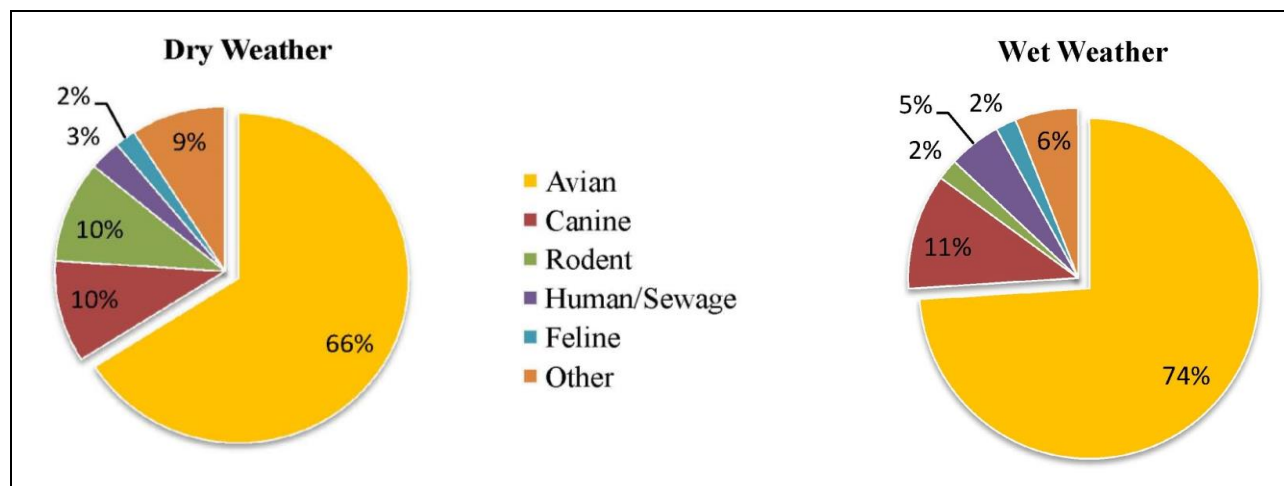 Dry Weather
2%
3%
9%
10%
10%
66%
Avian
Canine
Rodent
Human/Sewage
Feline
Other
Wet Weather
5%
2%
2%
6%
11%
74%